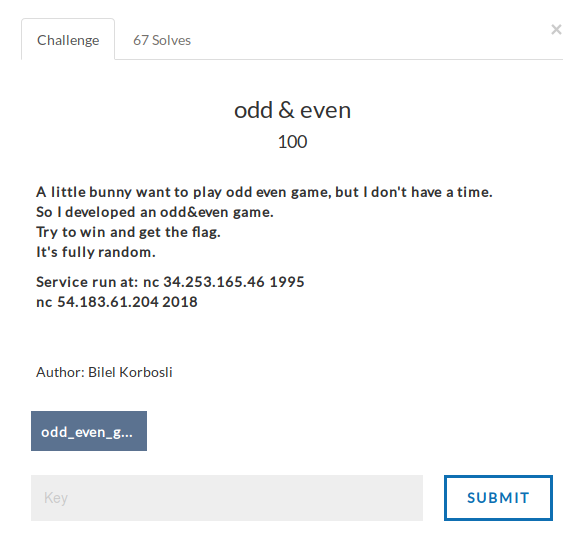 Challenge
67 Solves
×
odd & even
100
A little bunny want to play odd even game, but I don't have a time.
So I developed an odd&even game.
Try to win and get the flag.
It's fully random.
Service run at: nc 34.253.165.46 1995
nc 54.183.61.204 2018
Author: Bilel Korbosli
odd_even_g...
Key
SUBMIT